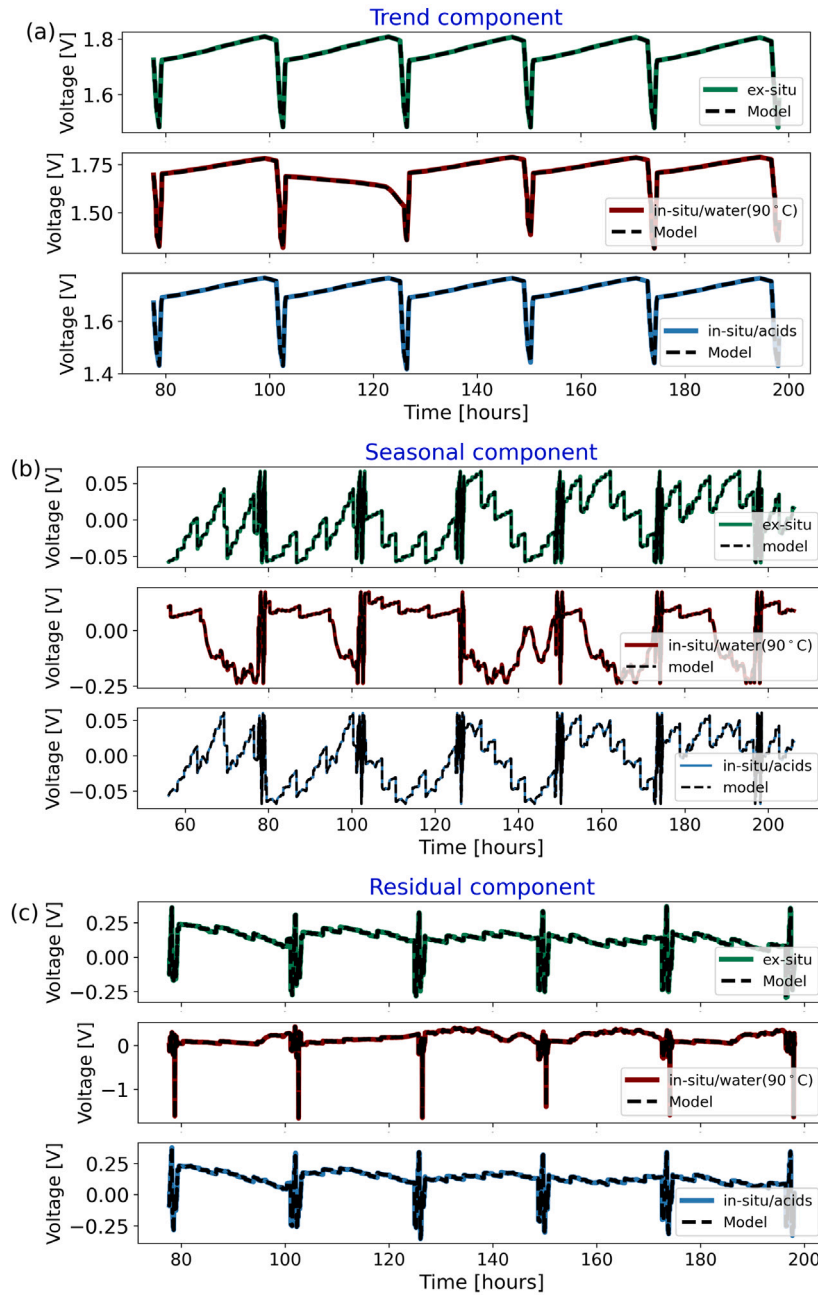 Trend component
(a)
Voltage [V]
1.8
1.6
ex-situ
Model
Voltage [V]
1.75
1.50
in-situ/water(90°C)
Model
Voltage [V]
1.6
1.4
in-situ/acids
Model
80 100 120 140 160 180 200
Time [hours]
Seasonal component
(b)
Voltage [V]
0.05
0.00
−0.05
ex-situ
model
Voltage [V]
0.00
−0.25
in-situ/water(90°C)
model
Voltage [V]
0.05
0.00
−0.05
in-situ/acids
model
60 80 100 120 140 160 180 200
Time [hours]
Residual component
(c)
Voltage [V]
0.25
0.00
−0.25
ex-situ
Model
Voltage [V]
0
−1
in-situ/water(90°C)
Model
Voltage [V]
0.25
0.00
−0.25
in-situ/acids
Model
80 100 120 140 160 180 200
Time [hours]